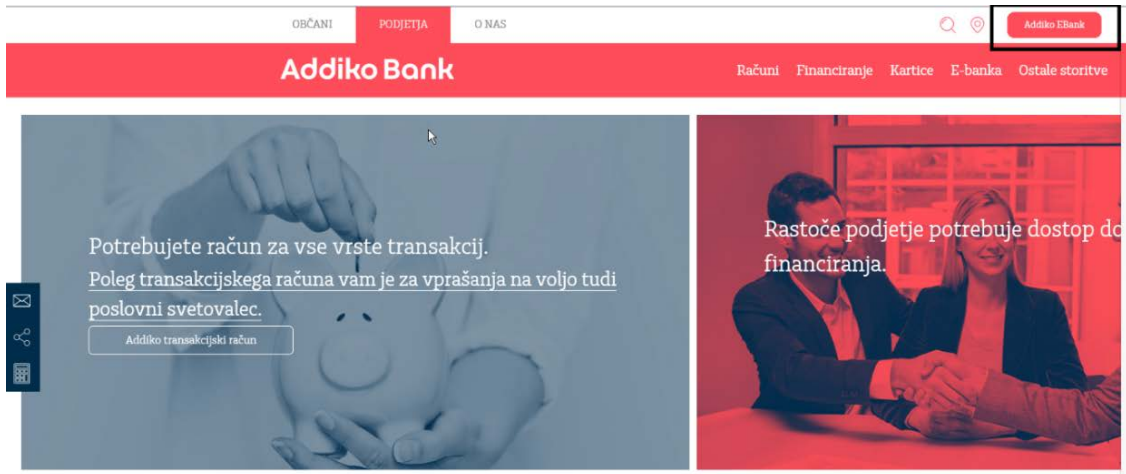 OBČANI
PODJETJA
O NAS
Addiko EBank
Addiko Bank
Računi
Financiranje
Kartice
E-banka
Ostale storitve
Potrebujete račun za vse vrste transakcij.
Poleg transakcijskega računa vam je za vprašanja na voljo tudi
poslovni svetovalec.
Addiko transakcijski račun
Rastoče podjetje potrebuje dostop do
financiranja.